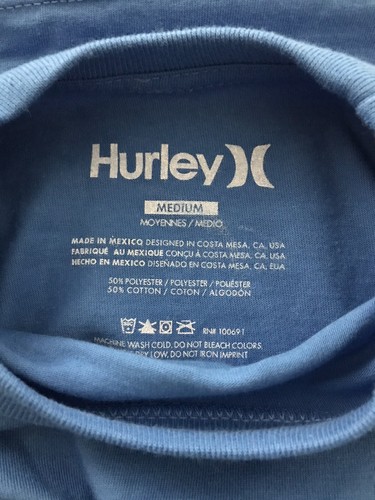 Hurley
MEDIUM
MOYENNES / MEDIO
MADE IN MEXICO DESIGNED IN COSTA MESA, CA, USA
FABRIQUÉ AU MEXIQUE CONÇU À COSTA MESA, CA, USA
HECHO EN MEXICO DISEÑADO EN COSTA MESA, CA, EUA
50% POLYESTER / POLYESTER / POLIÉSTER
50% COTTON / COTON / ALGODÓN
RN# 100691
MACHINE WASH COLD, DO NOT BLEACH COLORS,
DRY LOW, DO NOT IRON IMPRINT